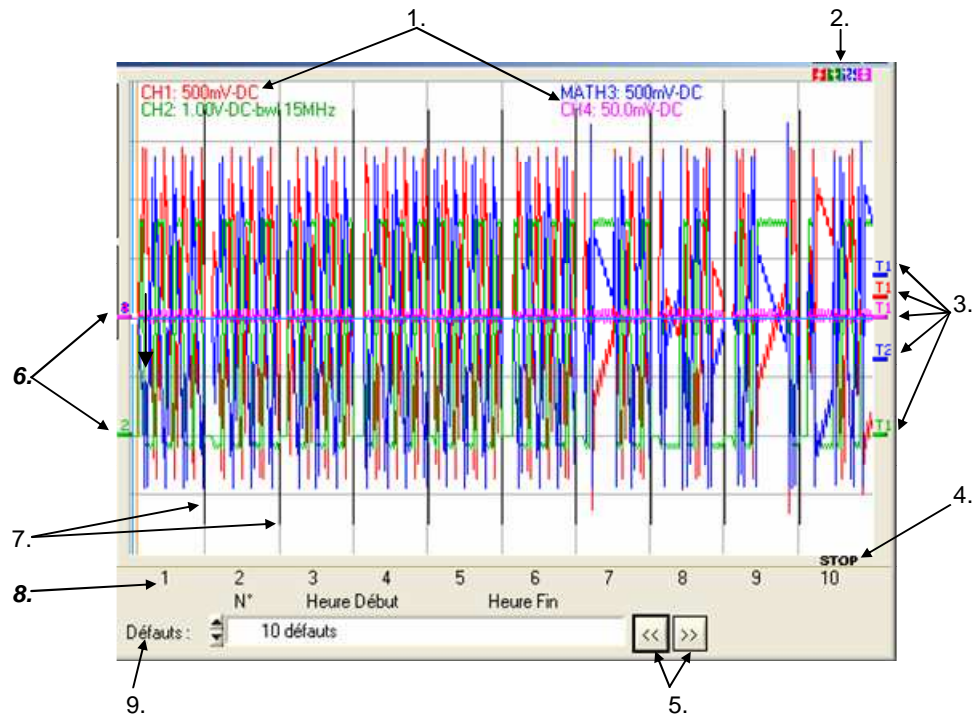 1.
2.
CH1: 500mV-DC
MATH3: 500mV-DC
CH2: 1.00V-DC-bwl 15MHz
CH4: 50.0mV-DC
T1
T1
3.
T1
6.
T2
2
T1
7.
4.
STOP
8.
1 2 3 4 5 6 7 8 9 10
N° Heure Début Heure Fin
Défauts : 10 défauts << >>
9.
5.